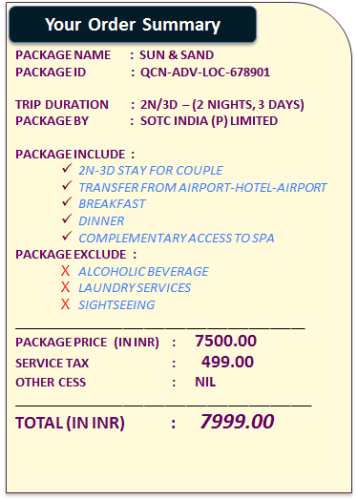 Your Order Summary
PACKAGE NAME : SUN & SAND
PACKAGE ID : QCN-ADV-LOC-678901
TRIP DURATION : 2N/3D – (2 NIGHTS, 3 DAYS)
PACKAGE BY : SOTC INDIA (P) LIMITED
PACKAGE INCLUDE :
✓ 2N-3D STAY FOR COUPLE
✓ TRANSFER FROM AIRPORT-HOTEL-AIRPORT
✓ BREAKFAST
✓ DINNER
✓ COMPLEMENTARY ACCESS TO SPA
PACKAGE EXCLUDE :
X ALCOHOLIC BEVERAGE
X LAUNDRY SERVICES
X SIGHTSEEING
PACKAGE PRICE (IN INR) : 7500.00
SERVICE TAX : 499.00
OTHER CESS : NIL
TOTAL (IN INR) : 7999.00